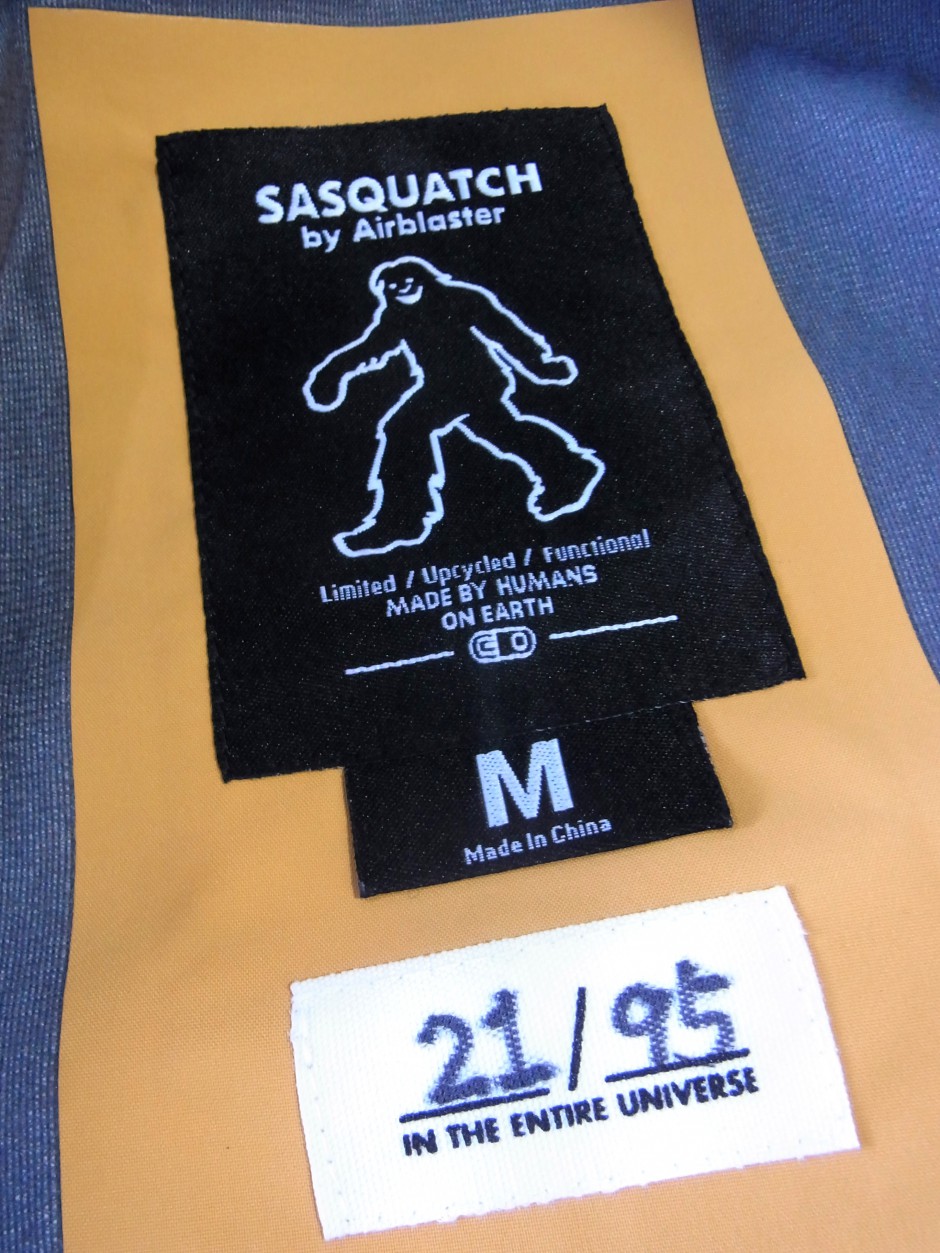 SASQUATCH
by Airblaster
Limited / Upcycled / Functional
MADE BY HUMANS
ON EARTH
M
Made In China
21/95
IN THE ENTIRE UNIVERSE